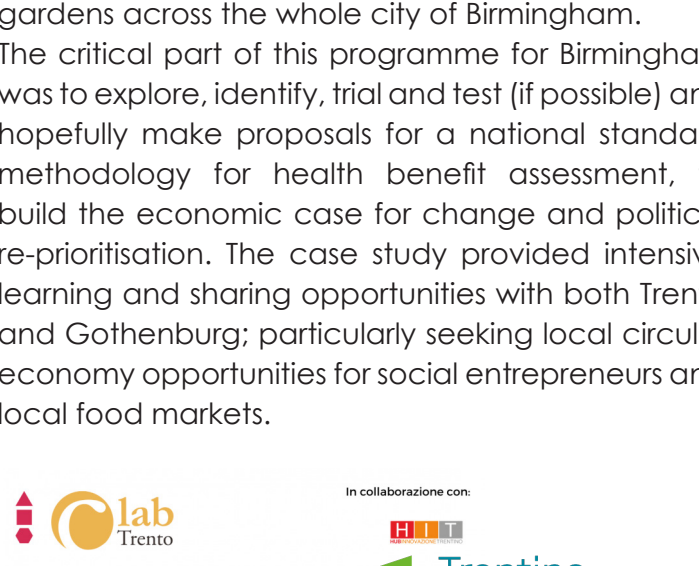 gardens across the whole city of Birmingham.
The critical part of this programme for Birmingha
was to explore, identify, trial and test (if possible) an
hopefully make proposals for a national standa
methodology for health benefit assessment,
build the economic case for change and politic
re-prioritisation. The case study provided intensiv
learning and sharing opportunities with both Tren
and Gothenburg; particularly seeking local circul
economy opportunities for social entrepreneurs an
local food markets.
In collaborazione con:
C lab
Trento
HIT
HUBINNOVAZIONETRENTINO
Trentino